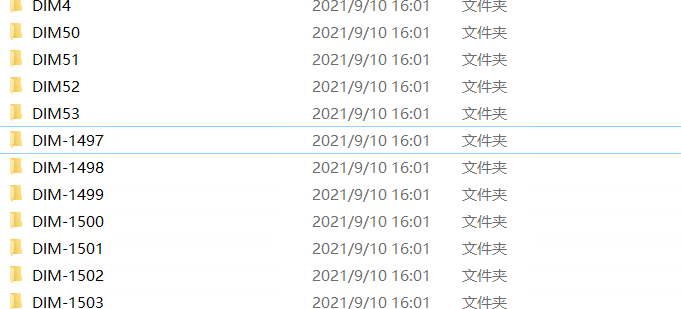 DIM4 2021/9/10 16:01 文件夹
DIM50 2021/9/10 16:01 文件夹
DIM51 2021/9/10 16:01 文件夹
DIM52 2021/9/10 16:01 文件夹
DIM53 2021/9/10 16:01 文件夹
DIM-1497 2021/9/10 16:01 文件夹
DIM-1498 2021/9/10 16:01 文件夹
DIM-1499 2021/9/10 16:01 文件夹
DIM-1500 2021/9/10 16:01 文件夹
DIM-1501 2021/9/10 16:01 文件夹
DIM-1502 2021/9/10 16:01 文件夹
DIM-1503 2021/9/10 16:01 文件夹